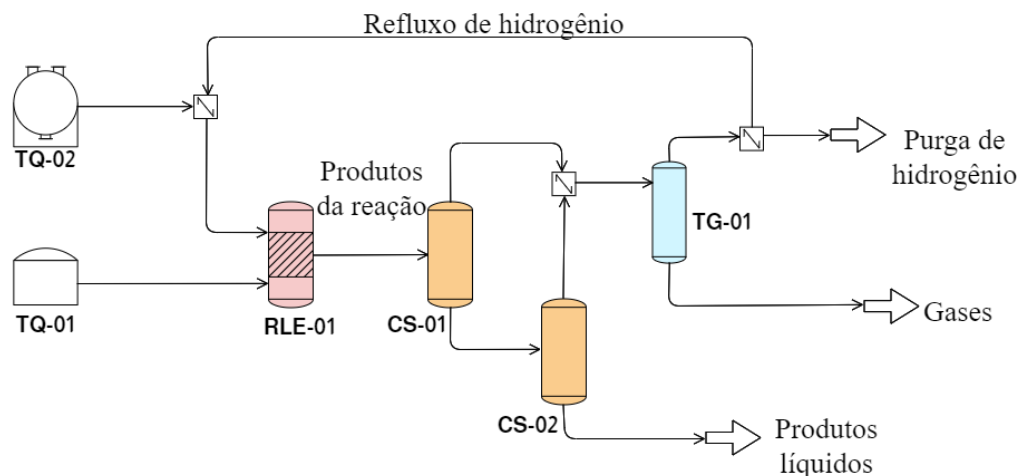 Refluxo de hidrogênio
TQ-02
Purga de
hidrogênio
Produtos
da reação
TG-01
TQ-01
RLE-01
CS-01
Gases
CS-02
Produtos
líquidos